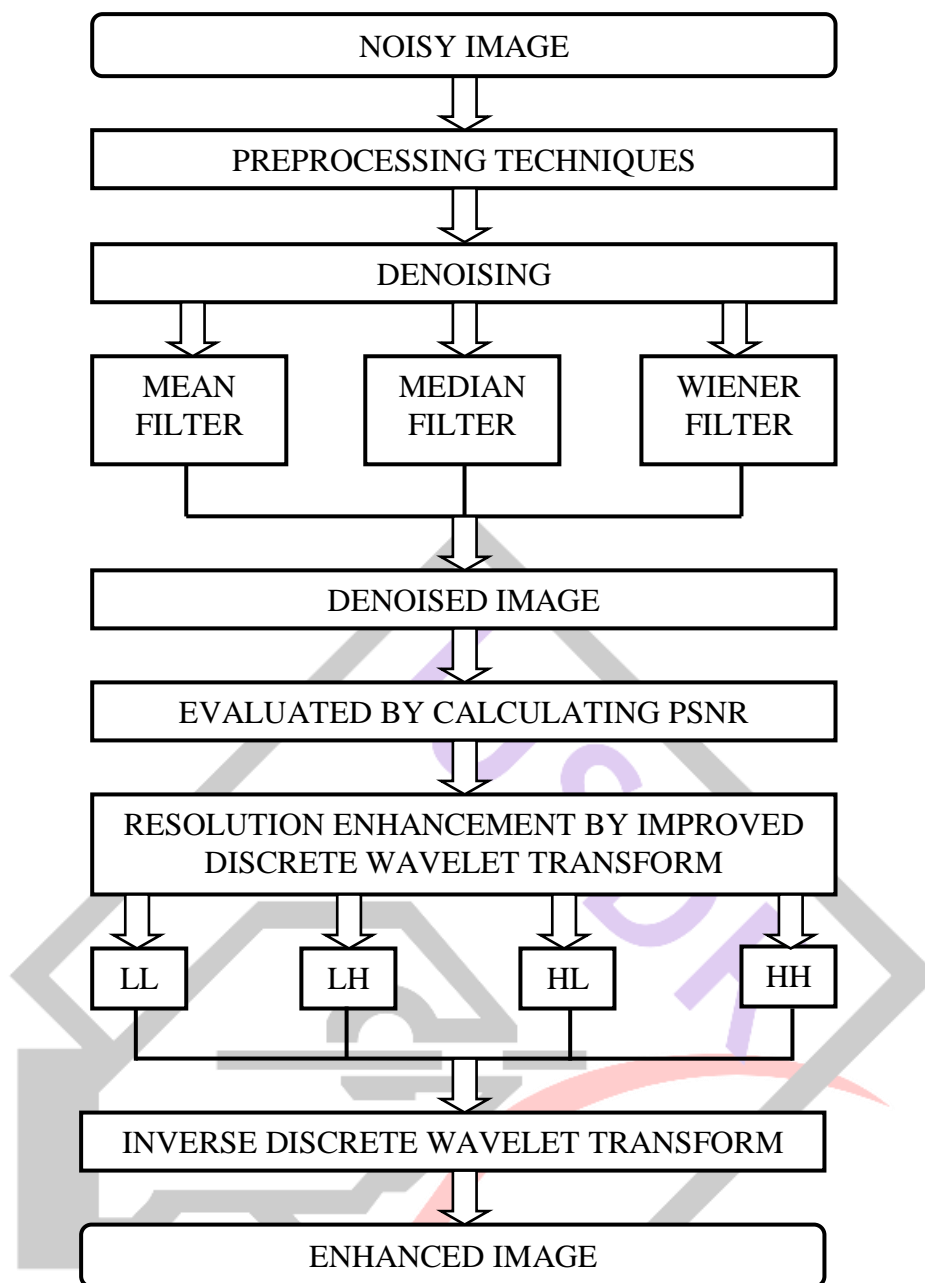 NOISY IMAGE
PREPROCESSING TECHNIQUES
DENOISING
MEAN
FILTER
MEDIAN
FILTER
WIENER
FILTER
DENOISED IMAGE
EVALUATED BY CALCULATING PSNR
RESOLUTION ENHANCEMENT BY IMPROVED
DISCRETE WAVELET TRANSFORM
LL
LH
HL
HH
INVERSE DISCRETE WAVELET TRANSFORM
ENHANCED IMAGE